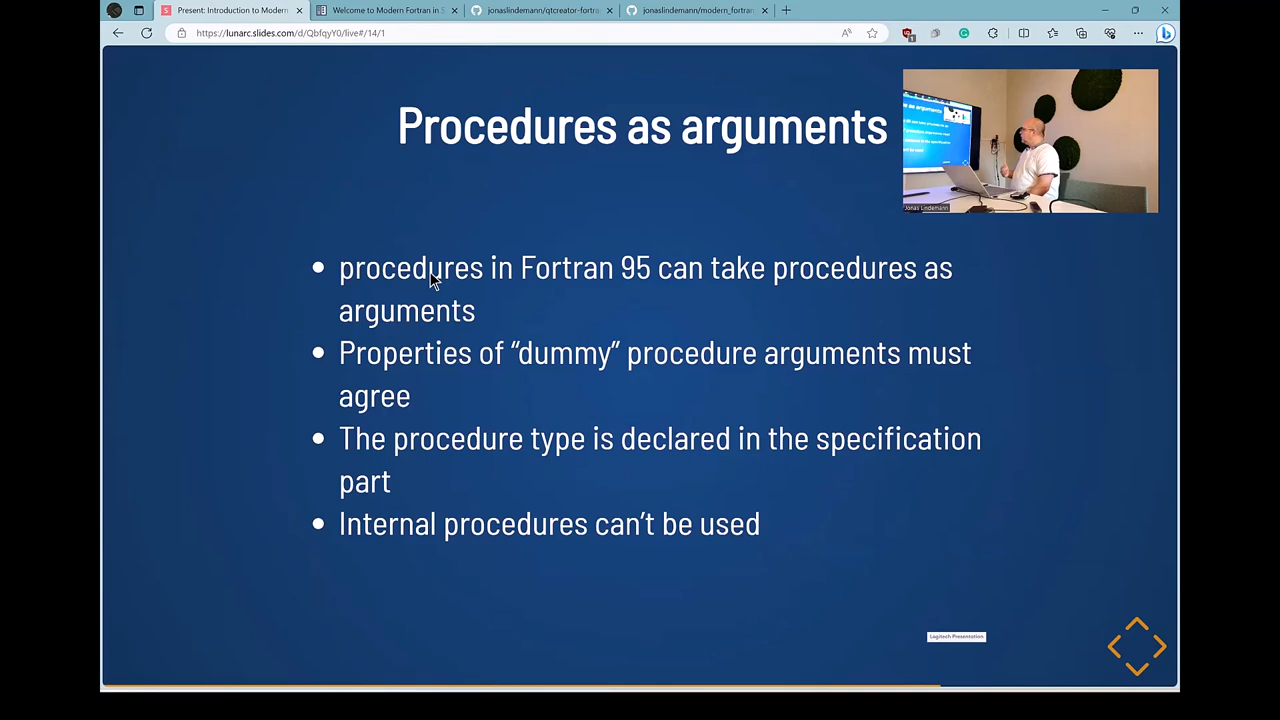 Present: Introduction to Modern
Welcome to Modern Fortran in S
jonaslindemann/qtcreator-fortra
jonaslindemann/modern_fortran
https://lunarc.slides.com/d/QbfqyY0/live#/14/1
Procedures as arguments
Jonas Lindemann
• procedures in Fortran 95 can take procedures as
arguments
• Properties of “dummy” procedure arguments must
agree
• The procedure type is declared in the specification
part
• Internal procedures can’t be used
Logitech Presentation